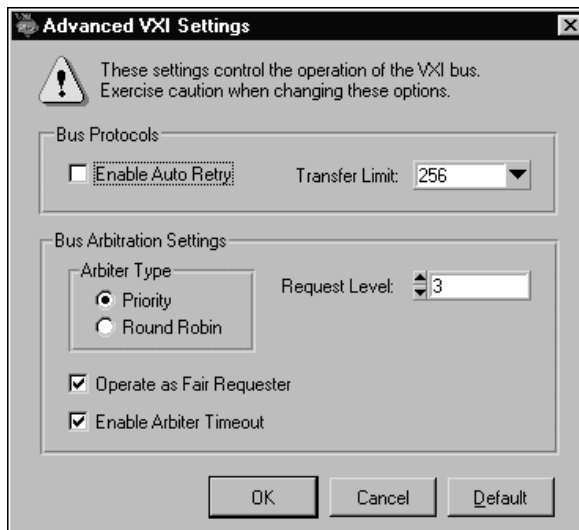 Advanced VXI Settings
These settings control the operation of the VXI bus.
Exercise caution when changing these options.
Bus Protocols
Enable Auto Retry
Transfer Limit: 256
Bus Arbitration Settings
Arbiter Type
Priority
Round Robin
Request Level: 3
Operate as Fair Requester
Enable Arbiter Timeout
OK Cancel Default